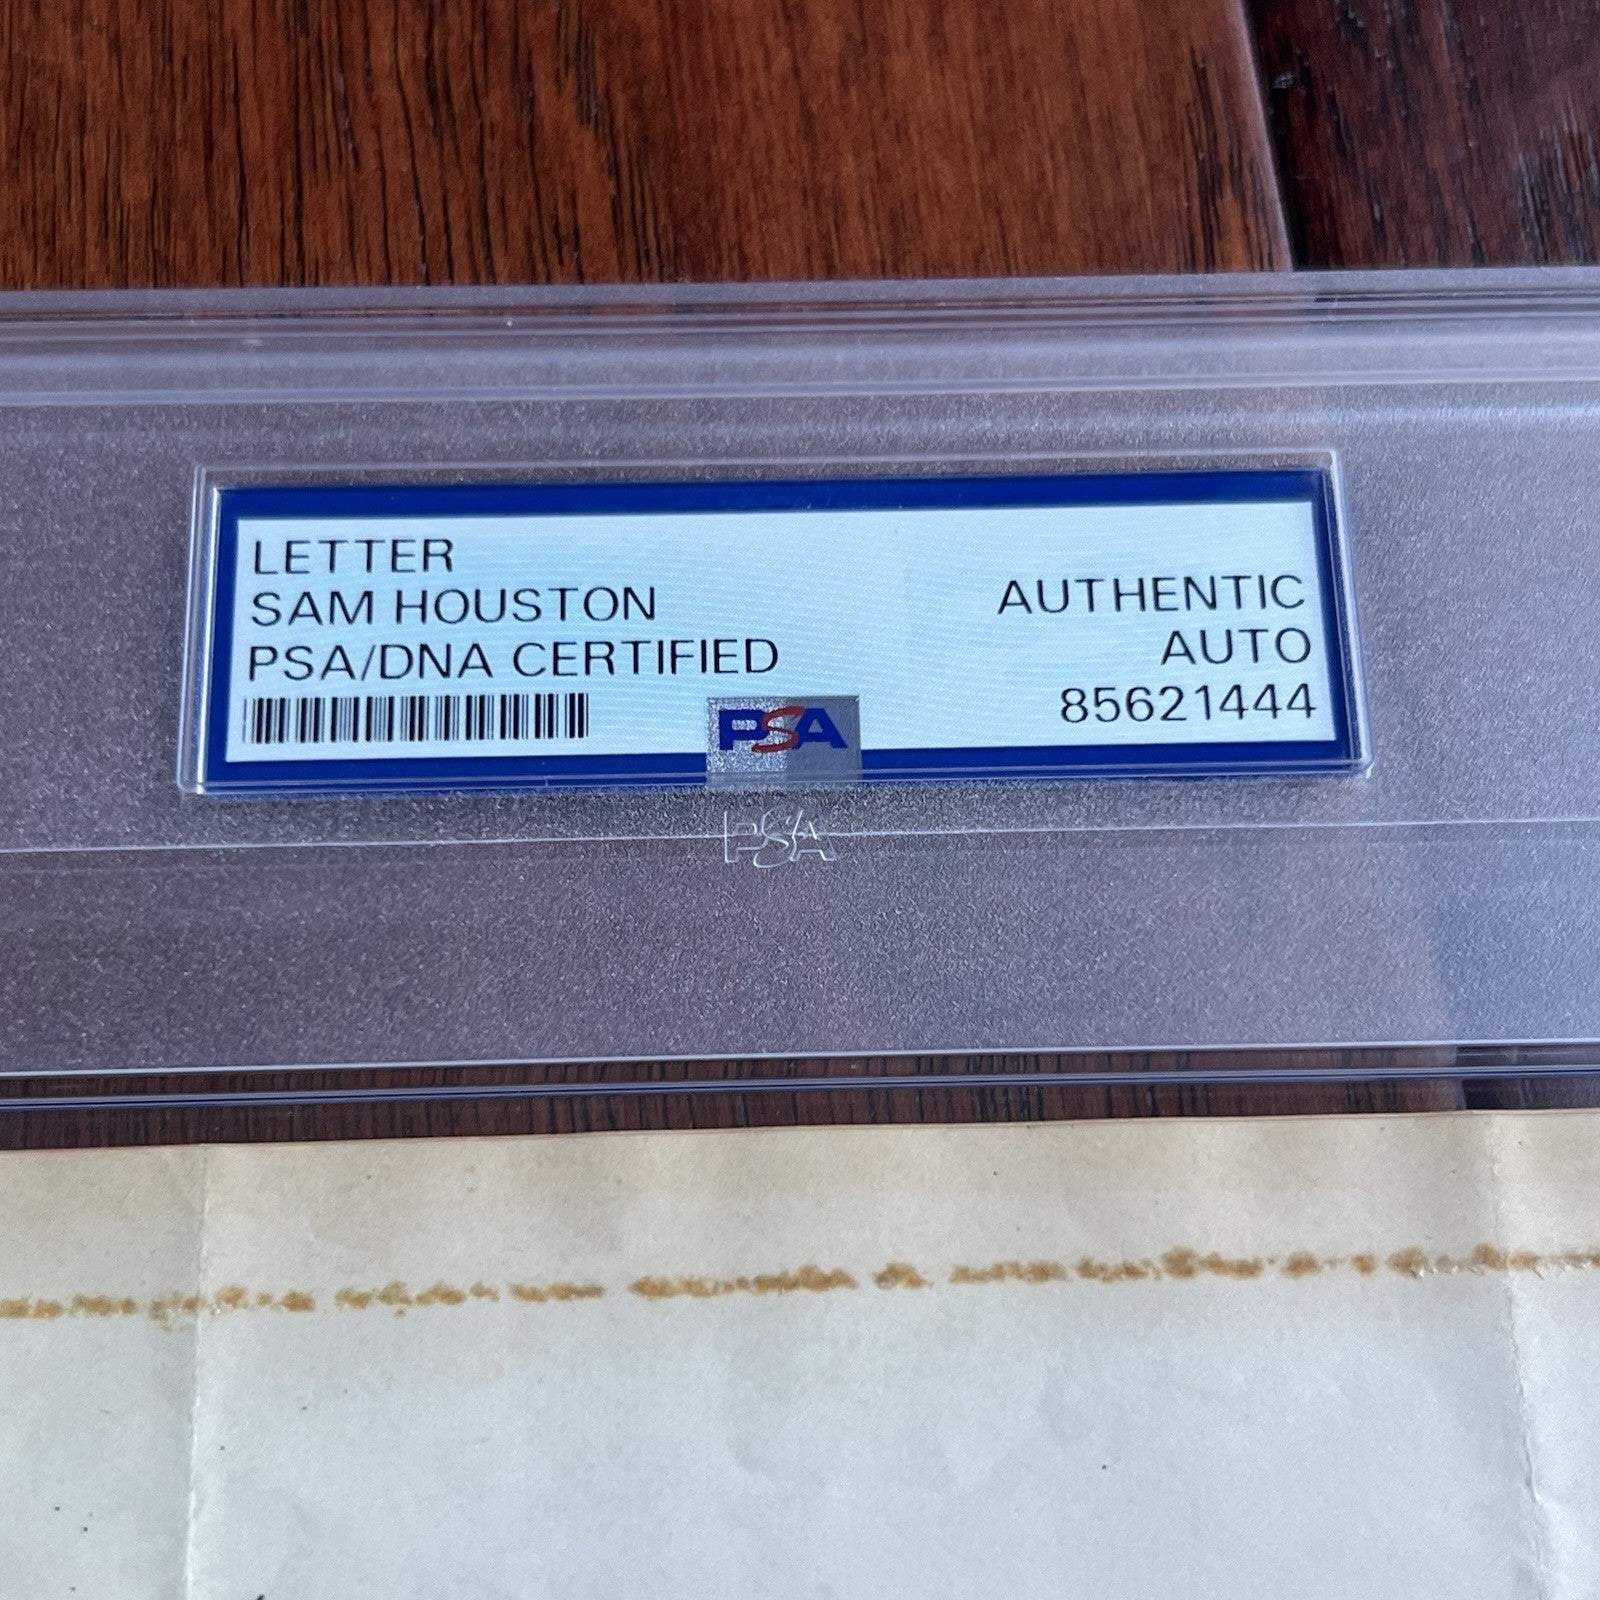 LETTER
SAM HOUSTON
PSA/DNA CERTIFIED
AUTHENTIC
AUTO
85621444
PSA
PSA